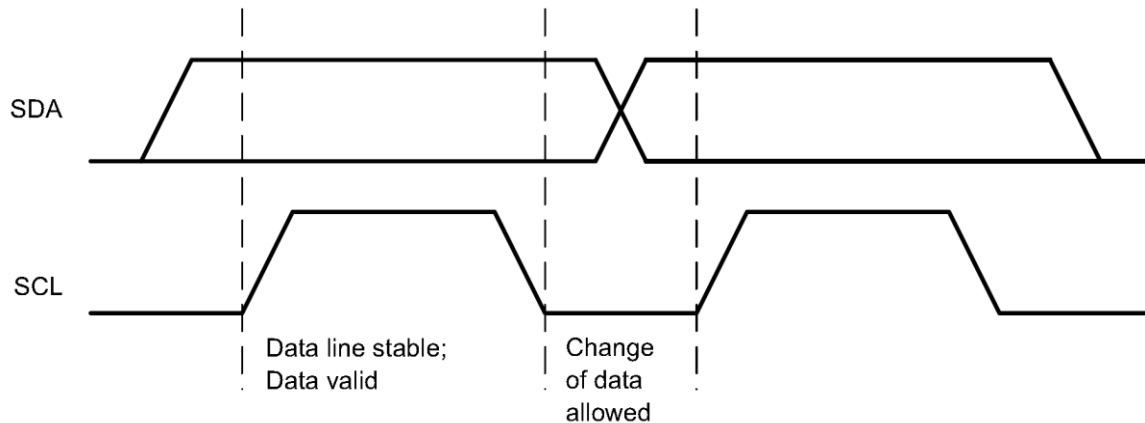 SDA
SCL
Data line stable;
Data valid
Change
of data
allowed